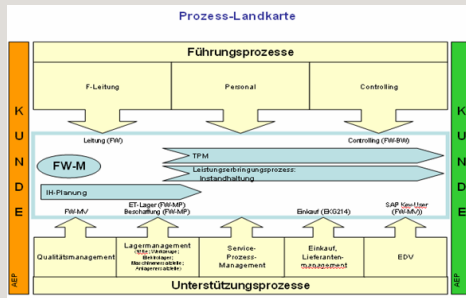 Prozess-Landkarte
Führungsprozesse
F-Leitung
Personal
Controlling
KUNDE
KUNDE
Leitung (FW)
Controlling (FW-BW)
FW-M
TPM
Leistungserbringungsprozess:
Instandhaltung
IH-Planung
FW-MV
ET-Lager (FW-MP)
Beschaffung (FW-MP)
Einkauf (EKG214)
SAP Key-User
(FW-MV))
Qualitätsmanagement
Lagermanagement
Service-
Prozess-
Management
Einkauf,
Lieferanten-
management
EDV
AEP
AEP
Unterstützungsprozesse